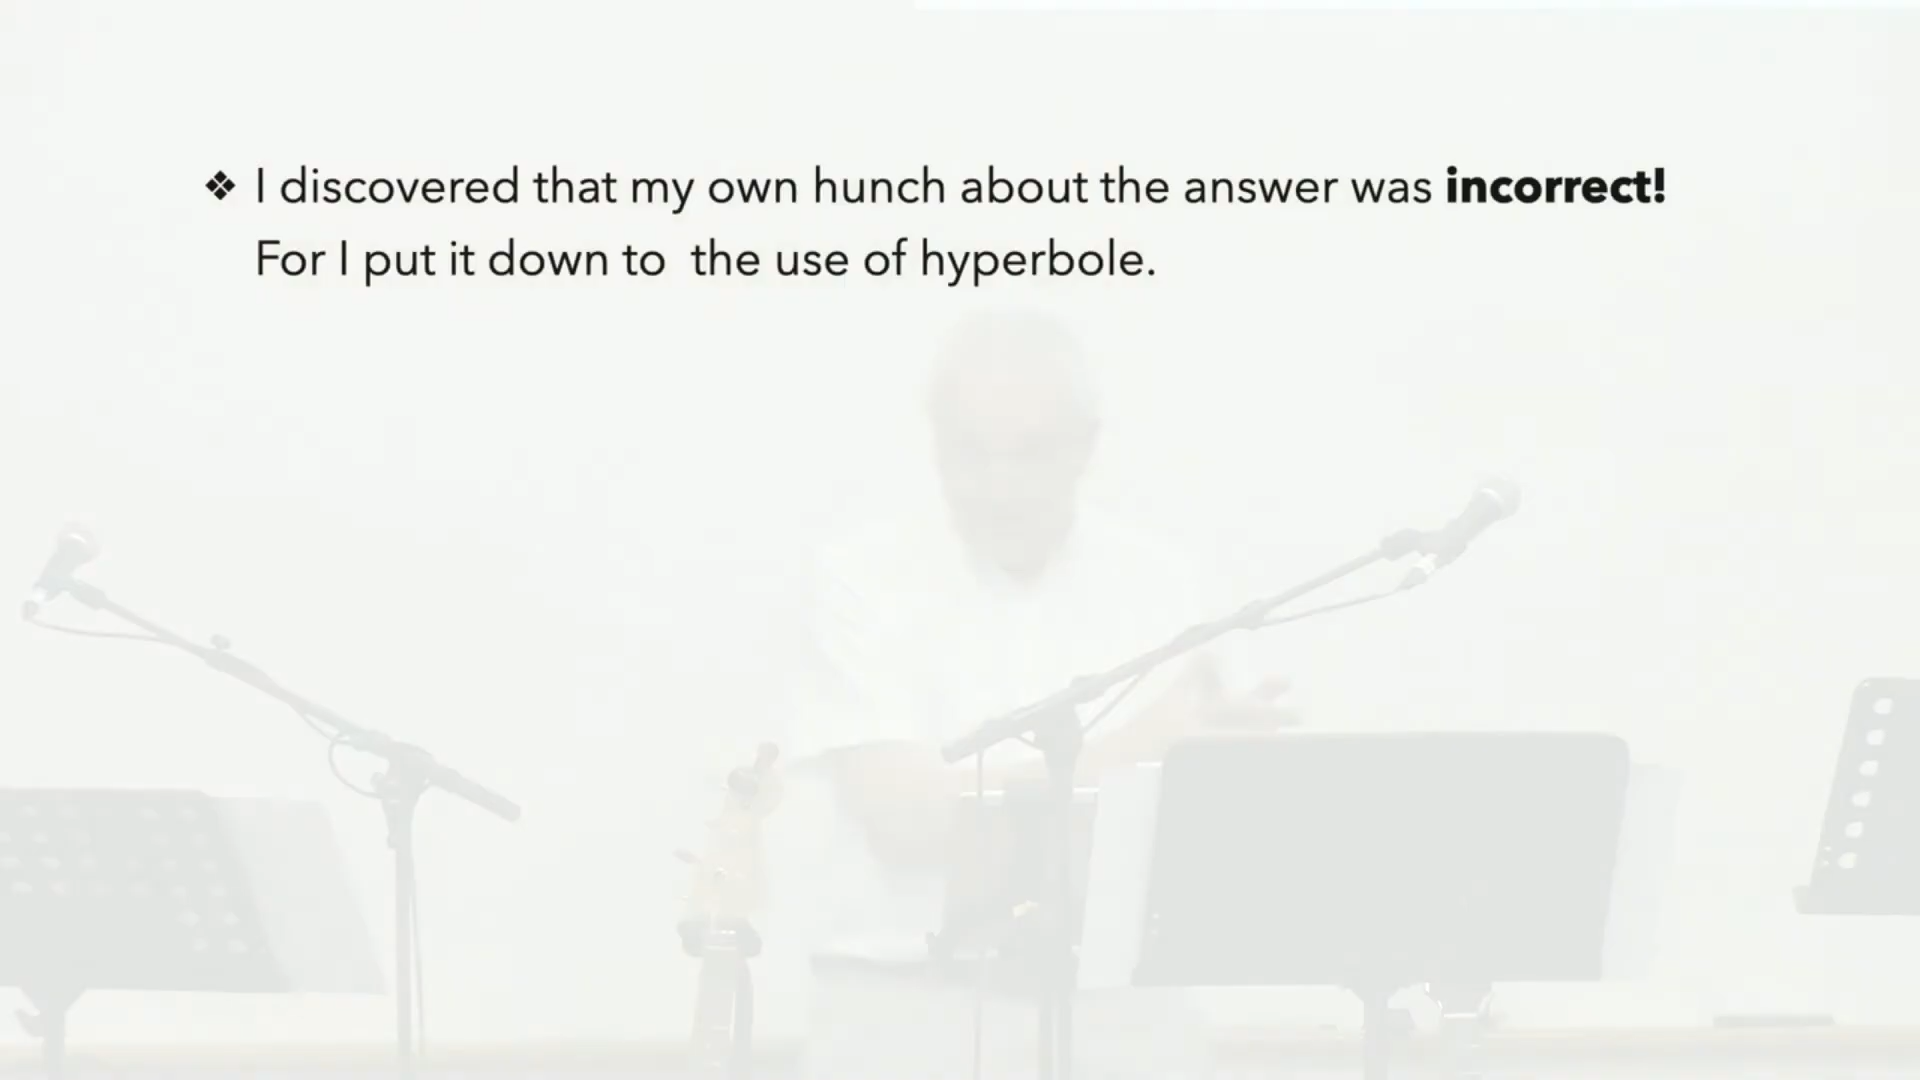 ❖ I discovered that my own hunch about the answer was incorrect!
For I put it down to the use of hyperbole.